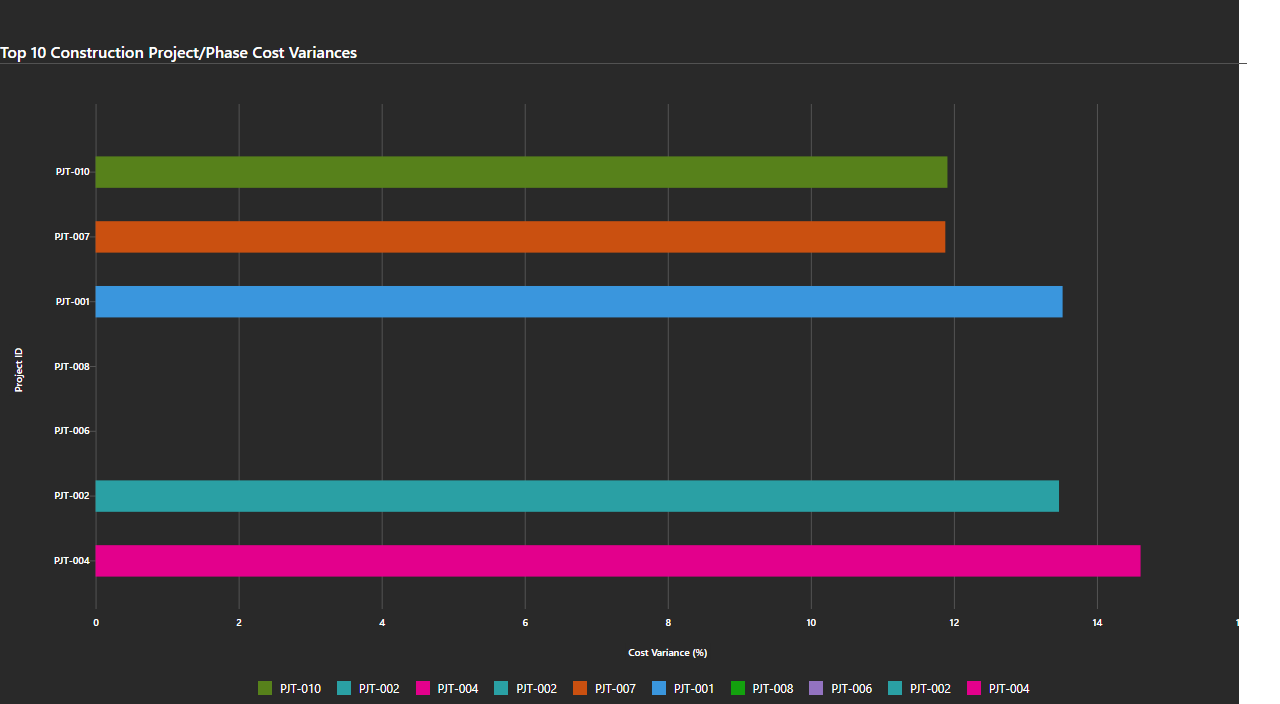 Top 10 Construction Project/Phase Cost Variances
PJT-010
PJT-007
PJT-001
PJT-008
PJT-006
PJT-002
PJT-004
Project ID
0 2 4 6 8 10 12 14
Cost Variance (%)
PJT-010 PJT-002 PJT-004 PJT-002 PJT-007 PJT-001 PJT-008 PJT-006 PJT-002 PJT-004